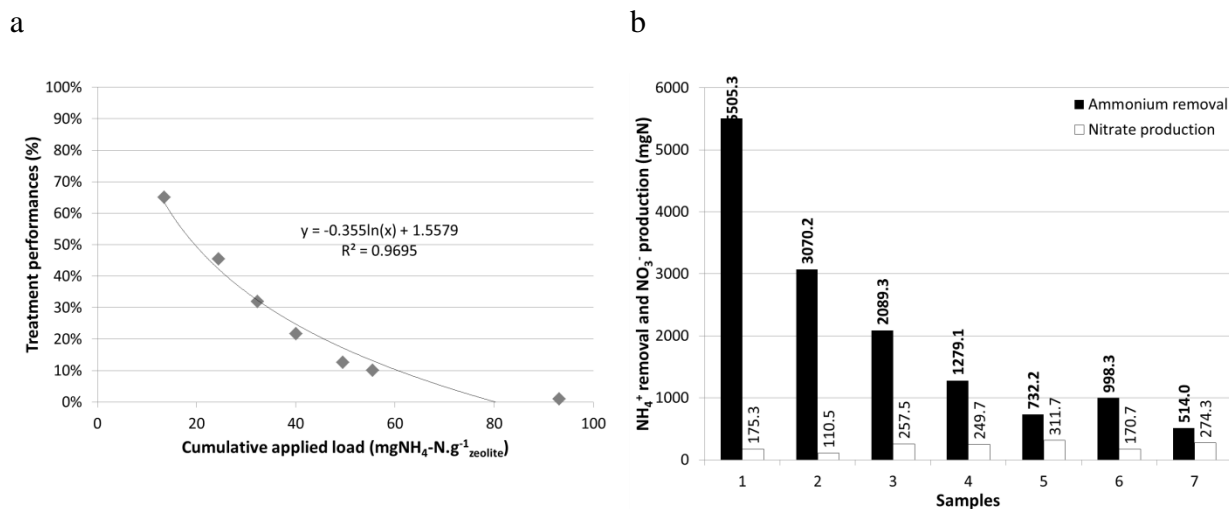 a
b
100%
90%
80%
70%
60%
50%
40%
30%
20%
10%
0%
Treatment performances (%)
y = -0.355ln(x) + 1.5579
R² = 0.9695
0 20 40 60 80 100
Cumulative applied load (mgNH₄-N.g⁻¹zeolite)
6000
5000
4000
3000
2000
1000
0
NH₄⁺ removal and NO₃⁻ production (mgN)
Ammonium removal
Nitrate production
5505.3
175.3
3070.2
110.5
2089.3
257.5
1279.1
249.7
732.2
311.7
998.3
170.7
514.0
274.3
1 2 3 4 5 6 7
Samples